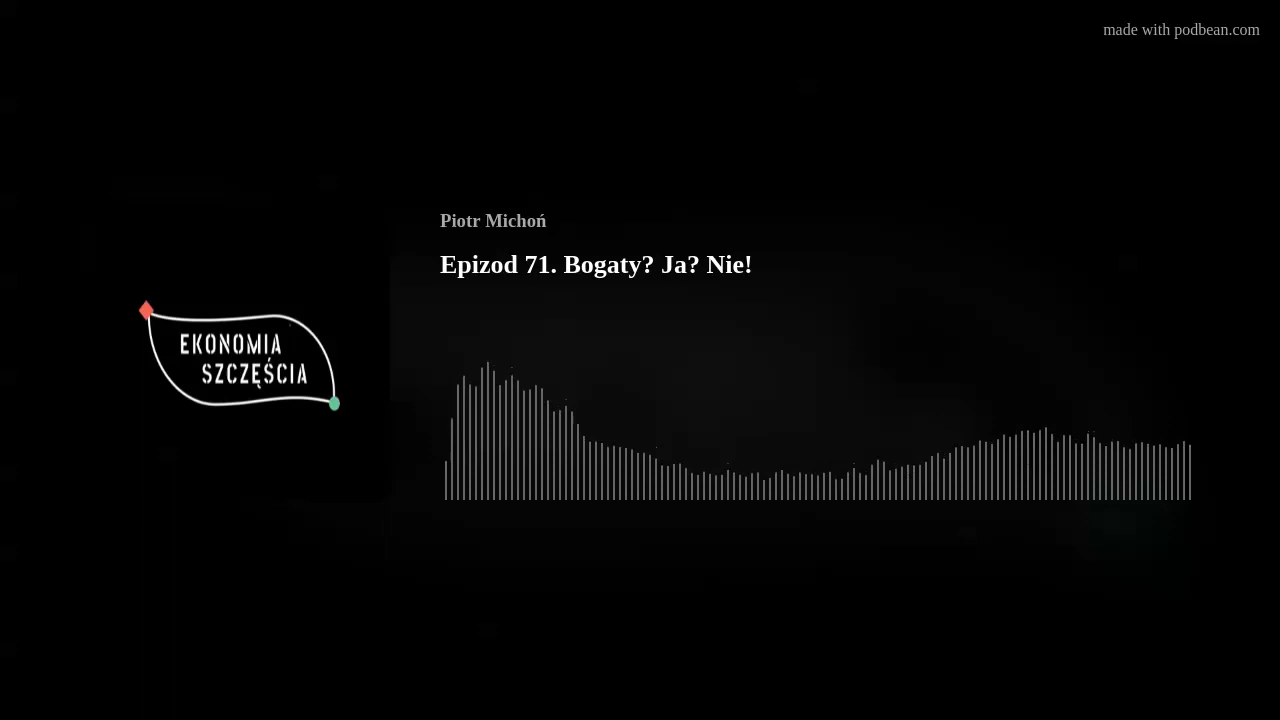 made with podbean.com
Piotr Michoń
Epizod 71. Bogaty? Ja? Nie!
EKONOMIA
SZCZĘŚCIA